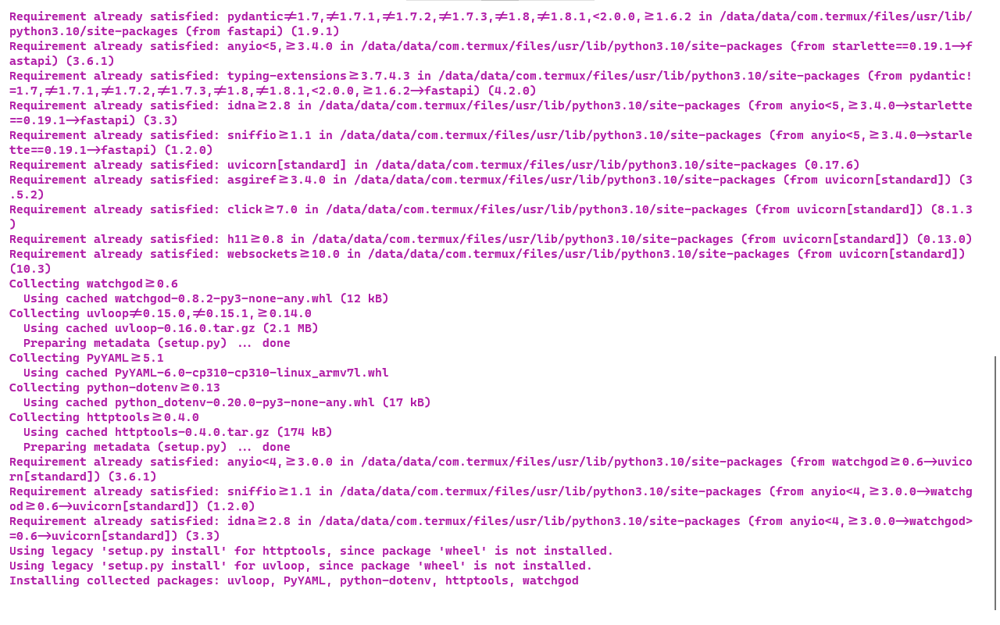 Requirement already satisfied: pydantic≠1.7,≠1.7.1,≠1.7.2,≠1.7.3,≠1.8,≠1.8.1,<2.0.0,≥1.6.2 in /data/data/com.termux/files/usr/lib/
python3.10/site-packages (from fastapi) (1.9.1)
Requirement already satisfied: anyio<5,≥3.4.0 in /data/data/com.termux/files/usr/lib/python3.10/site-packages (from starlette==0.19.1→f
astapi) (3.6.1)
Requirement already satisfied: typing-extensions≥3.7.4.3 in /data/data/com.termux/files/usr/lib/python3.10/site-packages (from pydantic!
=1.7,≠1.7.1,≠1.7.2,≠1.7.3,≠1.8,≠1.8.1,<2.0.0,≥1.6.2→fastapi) (4.2.0)
Requirement already satisfied: idna≥2.8 in /data/data/com.termux/files/usr/lib/python3.10/site-packages (from anyio<5,≥3.4.0→starlette
==0.19.1→fastapi) (3.3)
Requirement already satisfied: sniffio≥1.1 in /data/data/com.termux/files/usr/lib/python3.10/site-packages (from anyio<5,≥3.4.0→starle
tte==0.19.1→fastapi) (1.2.0)
Requirement already satisfied: uvicorn[standard] in /data/data/com.termux/files/usr/lib/python3.10/site-packages (0.17.6)
Requirement already satisfied: asgiref≥3.4.0 in /data/data/com.termux/files/usr/lib/python3.10/site-packages (from uvicorn[standard]) (3
.5.2)
Requirement already satisfied: click≥7.0 in /data/data/com.termux/files/usr/lib/python3.10/site-packages (from uvicorn[standard]) (8.1.3
)
Requirement already satisfied: h11≥0.8 in /data/data/com.termux/files/usr/lib/python3.10/site-packages (from uvicorn[standard]) (0.13.0)
Requirement already satisfied: websockets≥10.0 in /data/data/com.termux/files/usr/lib/python3.10/site-packages (from uvicorn[standard])
(10.3)
Collecting watchgod≥0.6
  Using cached watchgod-0.8.2-py3-none-any.whl (12 kB)
Collecting uvloop≠0.15.0,≠0.15.1,≥0.14.0
  Using cached uvloop-0.16.0.tar.gz (2.1 MB)
  Preparing metadata (setup.py) ... done
Collecting PyYAML≥5.1
  Using cached PyYAML-6.0-cp310-cp310-linux_armv7l.whl
Collecting python-dotenv≥0.13
  Using cached python_dotenv-0.20.0-py3-none-any.whl (17 kB)
Collecting httptools≥0.4.0
  Using cached httptools-0.4.0.tar.gz (174 kB)
  Preparing metadata (setup.py) ... done
Requirement already satisfied: anyio<4,≥3.0.0 in /data/data/com.termux/files/usr/lib/python3.10/site-packages (from watchgod≥0.6→uvico
rn[standard]) (3.6.1)
Requirement already satisfied: sniffio≥1.1 in /data/data/com.termux/files/usr/lib/python3.10/site-packages (from anyio<4,≥3.0.0→watchg
od≥0.6→uvicorn[standard]) (1.2.0)
Requirement already satisfied: idna≥2.8 in /data/data/com.termux/files/usr/lib/python3.10/site-packages (from anyio<4,≥3.0.0→watchgod>
=0.6→uvicorn[standard]) (3.3)
Using legacy 'setup.py install' for httptools, since package 'wheel' is not installed.
Using legacy 'setup.py install' for uvloop, since package 'wheel' is not installed.
Installing collected packages: uvloop, PyYAML, python-dotenv, httptools, watchgod